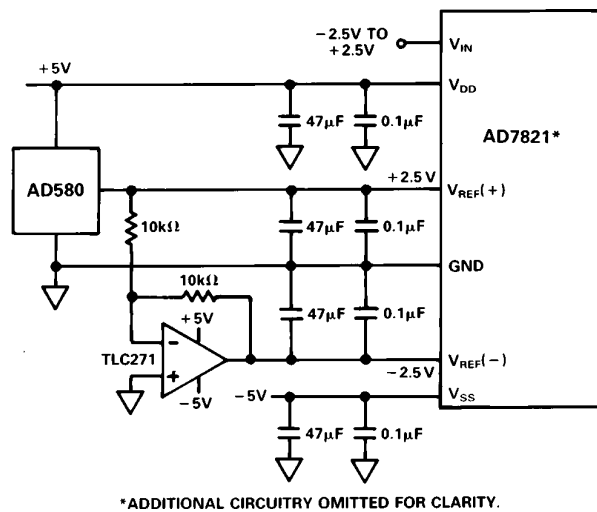 −2.5V TO
+2.5V
V_IN
+5V
V_DD
47μF
0.1μF
AD7821*
AD580
+2.5V
V_REF(+)
10kΩ
47μF
0.1μF
10kΩ
GND
+5V
47μF
0.1μF
TLC271
−
+
−5V
V_REF(−)
−2.5V
−5V
V_SS
47μF
0.1μF
*ADDITIONAL CIRCUITRY OMITTED FOR CLARITY.